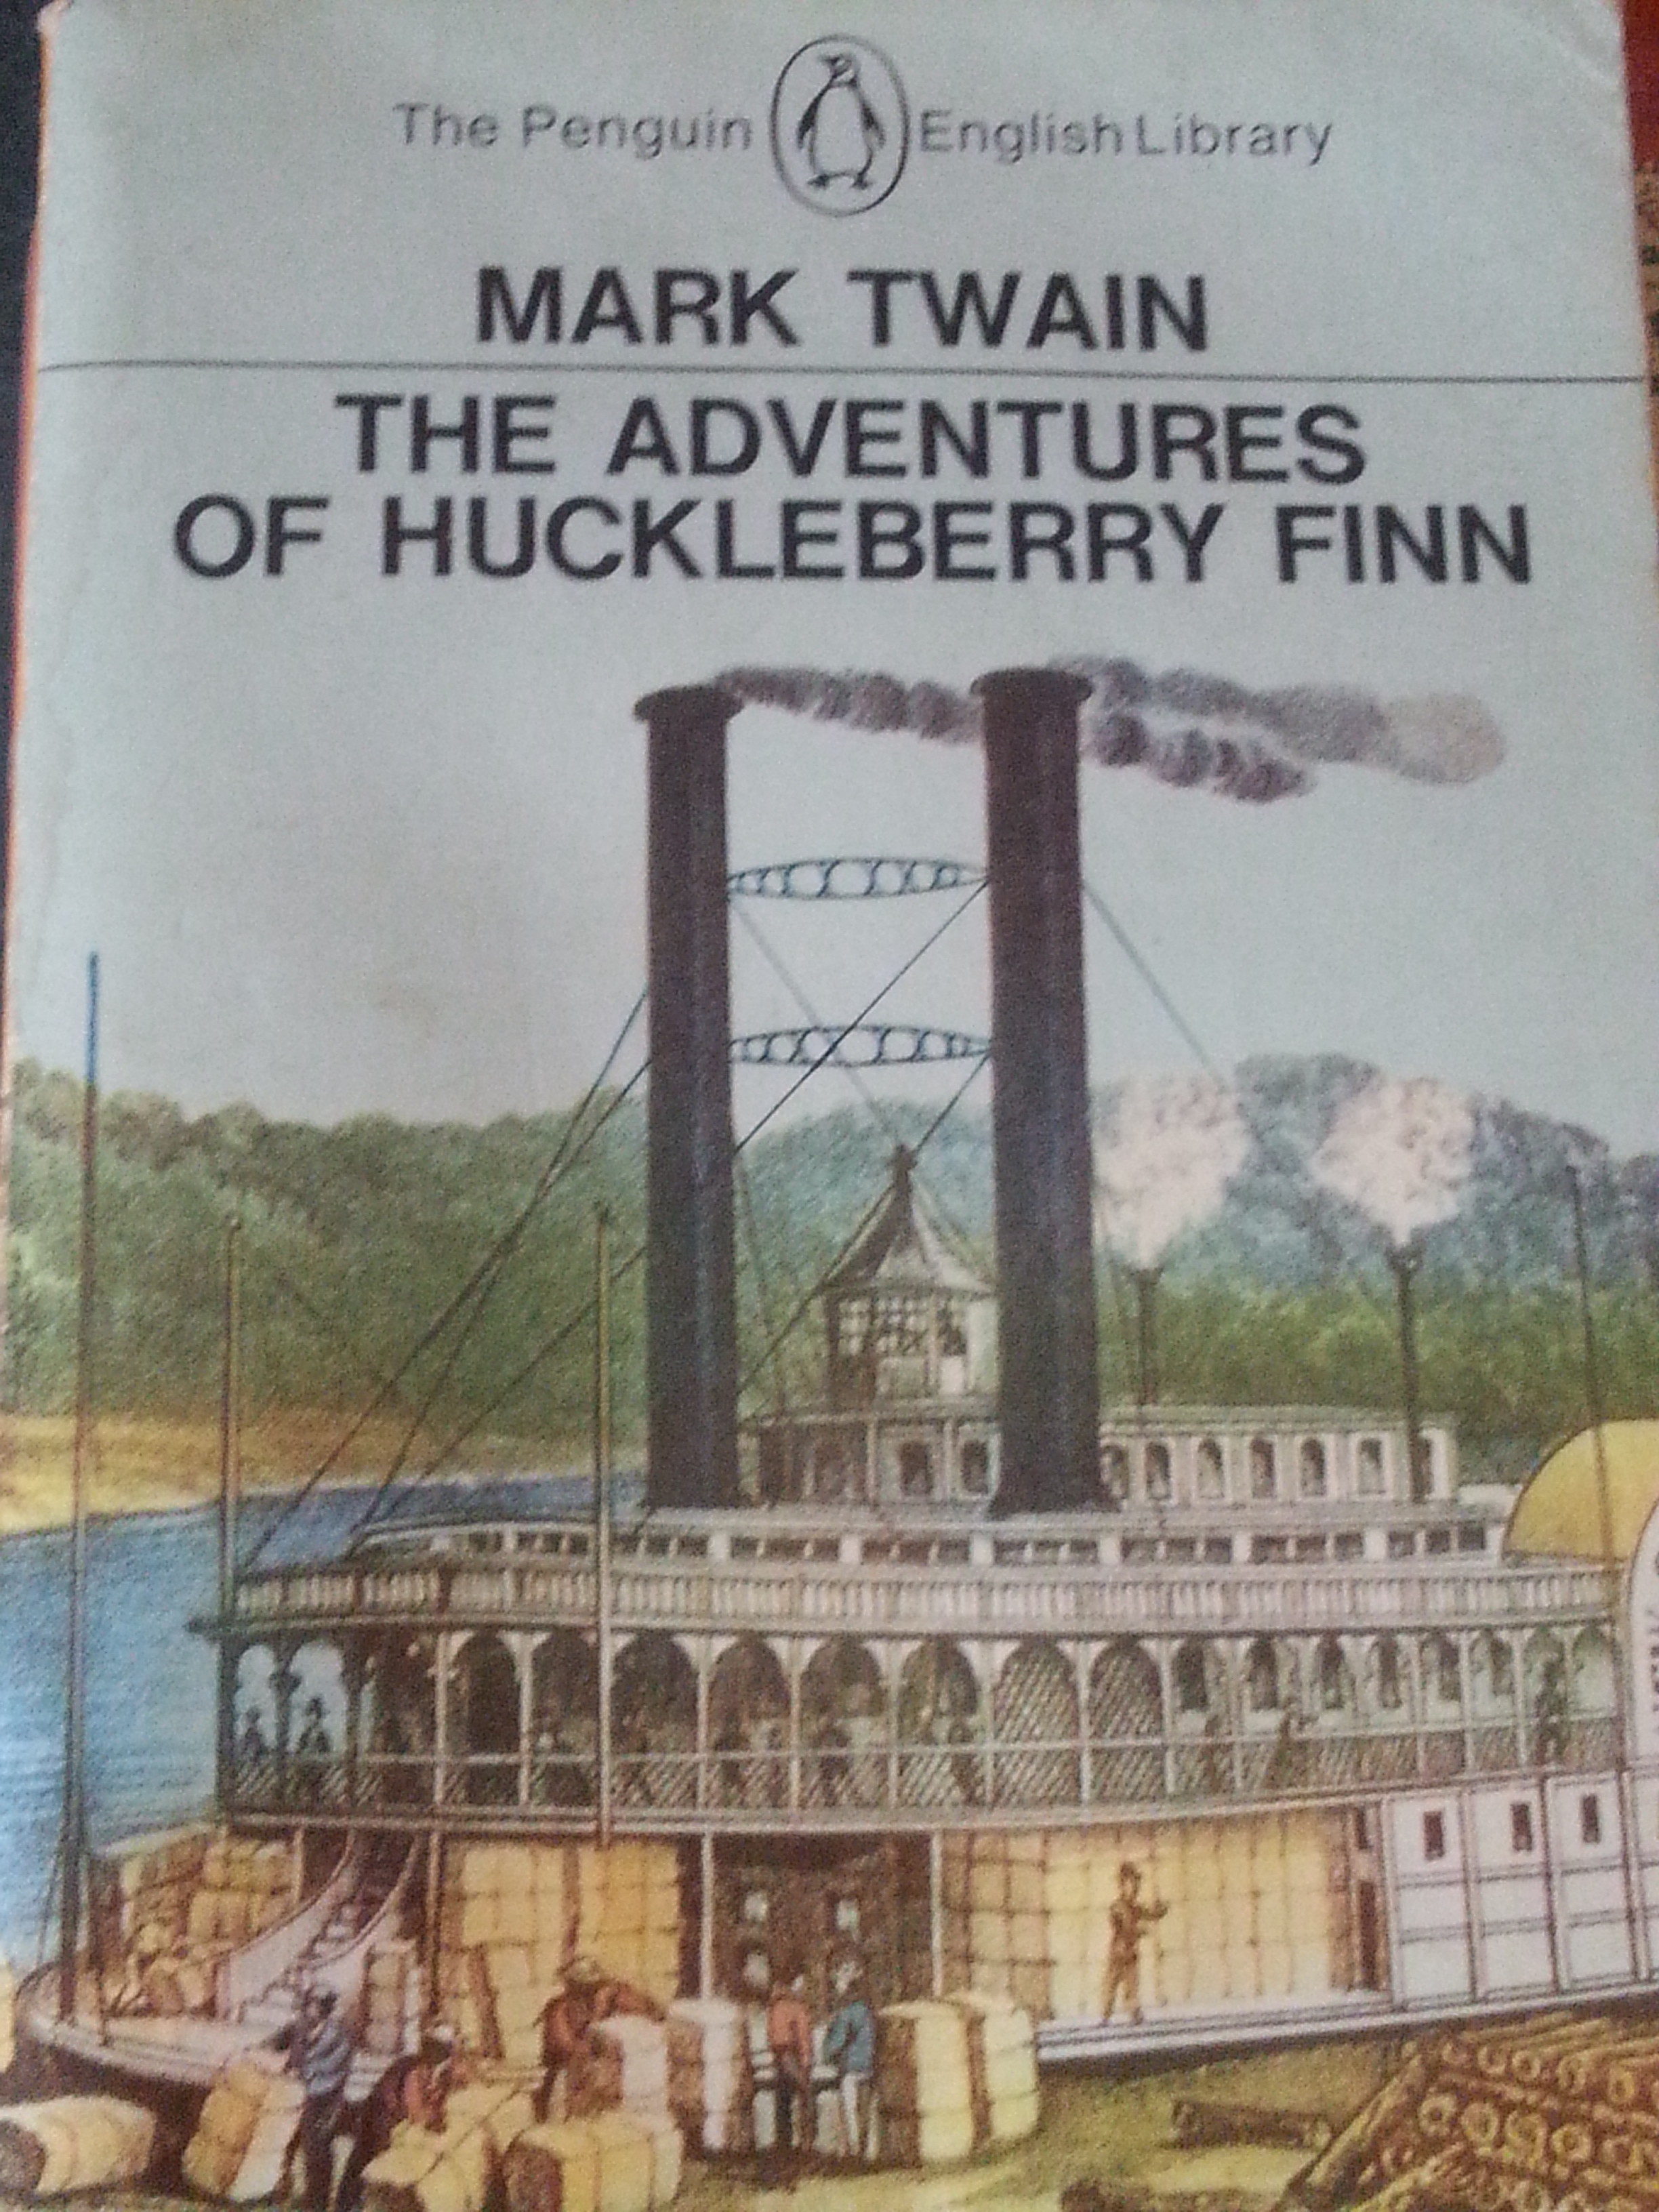 The Penguin English Library
MARK TWAIN
THE ADVENTURES
OF HUCKLEBERRY FINN